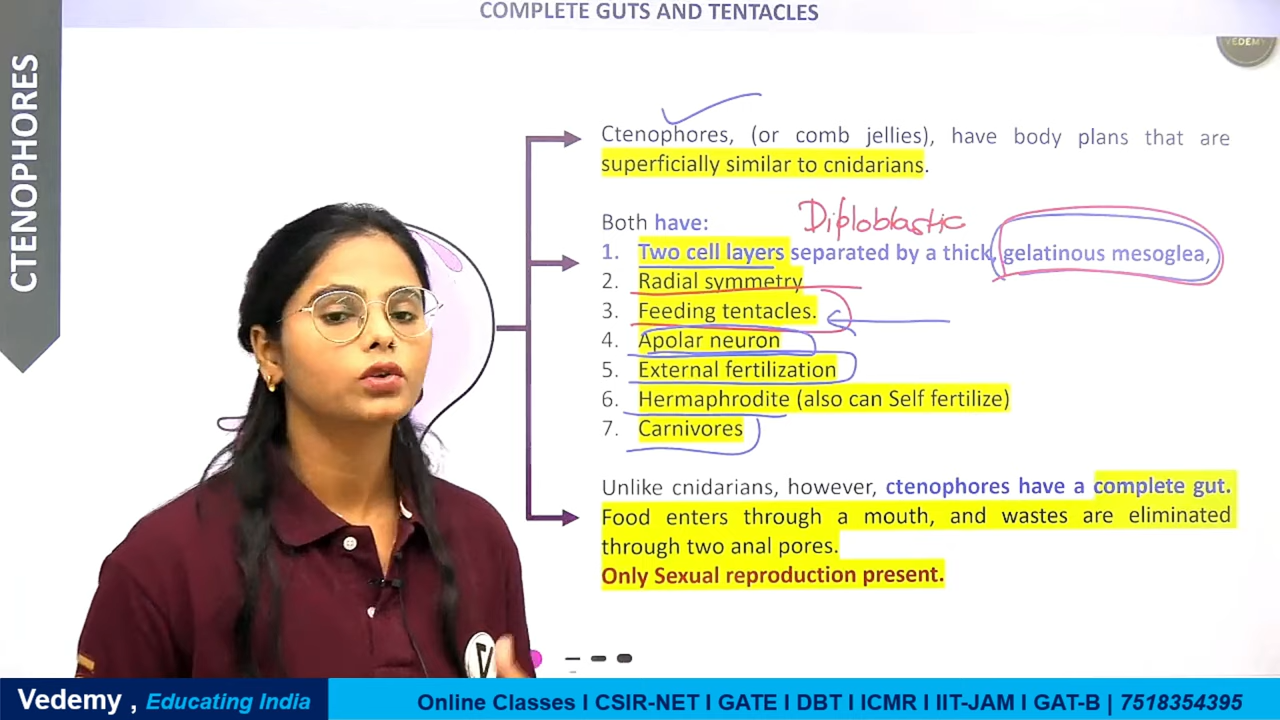 COMPLETE GUTS AND TENTACLES
CTENOPHORES
VEDEMY
Ctenophores, (or comb jellies), have body plans that are
superficially similar to cnidarians.
Both have:
Diploblastic
1. Two cell layers separated by a thick, gelatinous mesoglea,
2. Radial symmetry
3. Feeding tentacles.
4. Apolar neuron
5. External fertilization
6. Hermaphrodite (also can Self fertilize)
7. Carnivores
Unlike cnidarians, however, ctenophores have a complete gut.
Food enters through a mouth, and wastes are eliminated
through two anal pores.
Only Sexual reproduction present.
Vedemy , Educating India
Online Classes I CSIR-NET I GATE I DBT I ICMR I IIT-JAM I GAT-B | 7518354395